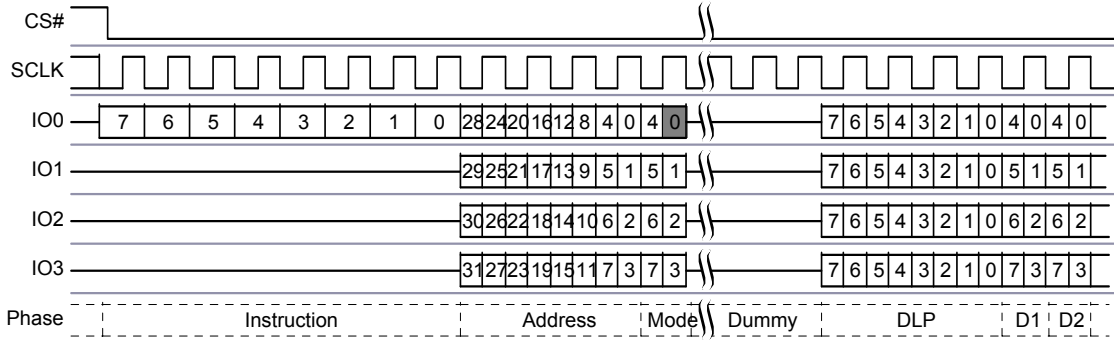 CS#
SCLK
IO0 7 6 5 4 3 2 1 0 28 24 20 16 12 8 4 0 4 0 7 6 5 4 3 2 1 0 4 0 4 0
IO1 29 25 21 17 13 9 5 1 5 1 7 6 5 4 3 2 1 0 5 1 5 1
IO2 30 26 22 18 14 10 6 2 6 2 7 6 5 4 3 2 1 0 6 2 6 2
IO3 31 27 23 19 15 11 7 3 7 3 7 6 5 4 3 2 1 0 7 3 7 3
Phase Instruction Address Mode Dummy DLP D1 D2